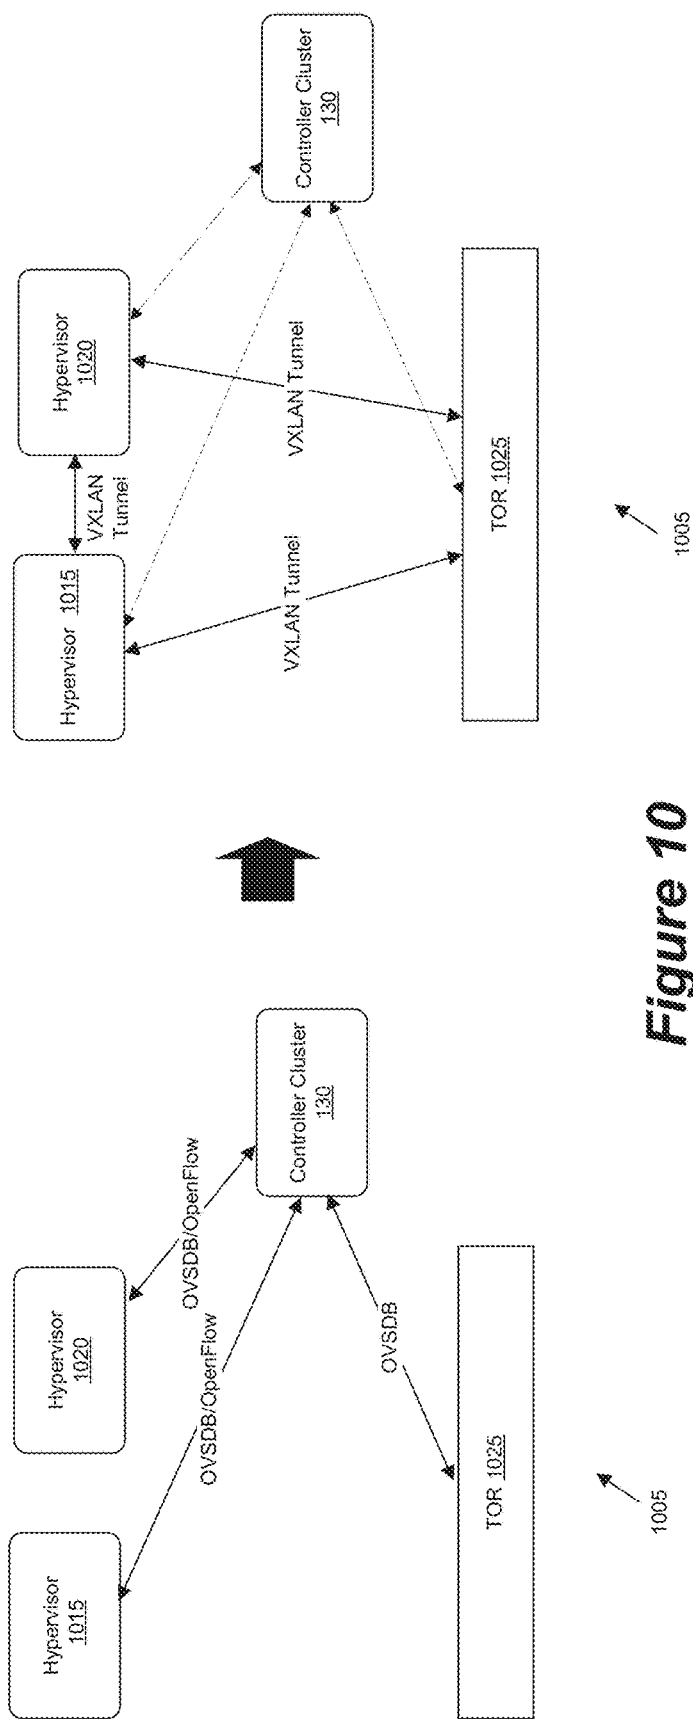 Hypervisor
1015
Hypervisor
1020
OVSDB/OpenFlow
OVSDB/OpenFlow
Controller Cluster
130
OVSDB
TOR 1025
1005
Hypervisor 1015
VXLAN
Tunnel
Hypervisor
1020
Controller Cluster
130
VXLAN Tunnel
VXLAN Tunnel
TOR 1025
1005
Figure 10